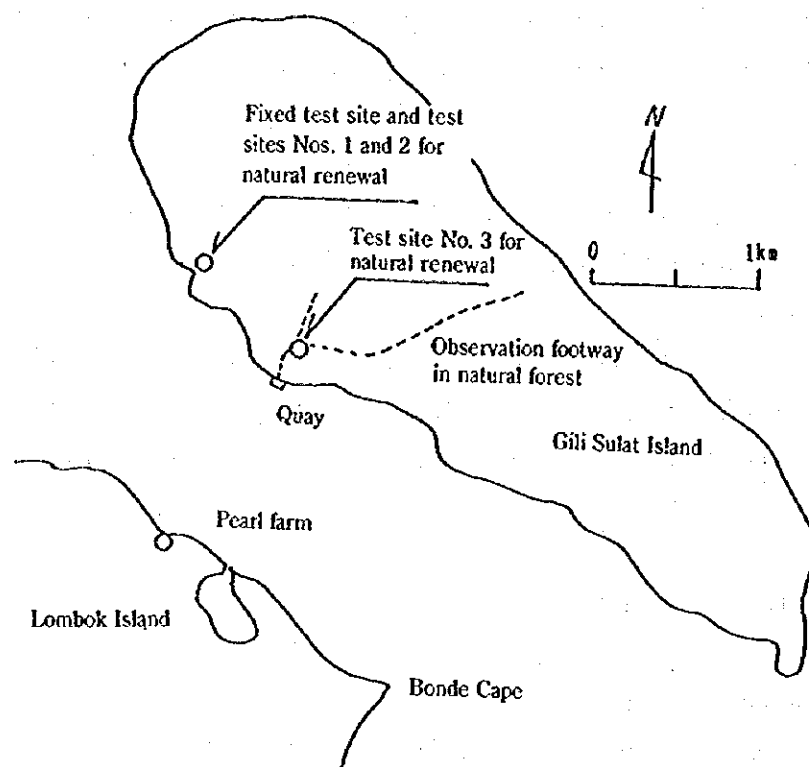 Fixed test site and test
sites Nos. 1 and 2 for
natural renewal
N
Test site No. 3 for
natural renewal
0 1km
Observation footway
in natural forest
Quay
Gili Sulat Island
Pearl farm
Lombok Island
Bonde Cape